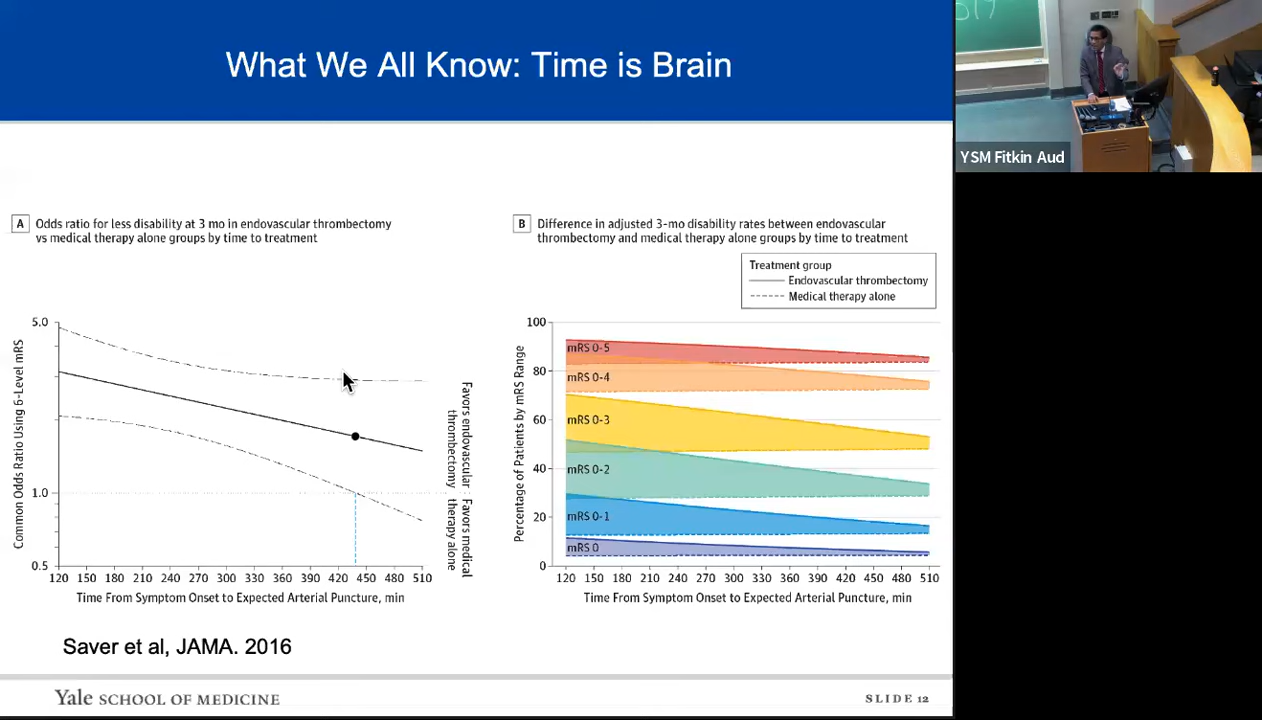 What We All Know: Time is Brain
A Odds ratio for less disability at 3 mo in endovascular thrombectomy
vs medical therapy alone groups by time to treatment
5.0
1.0
0.5
Common Odds Ratio Using 6-Level mRS
120 150 180 210 240 270 300 330 360 390 420 450 480 510
Time From Symptom Onset to Expected Arterial Puncture, min
Favors endovascular
thrombectomy
Favors medical
therapy alone
B Difference in adjusted 3-mo disability rates between endovascular
thrombectomy and medical therapy alone groups by time to treatment
Treatment group
Endovascular thrombectomy
Medical therapy alone
100
80
60
40
20
0
Percentage of Patients by mRS Range
mRS 0-5
mRS 0-4
mRS 0-3
mRS 0-2
mRS 0-1
mRS 0
120 150 180 210 240 270 300 330 360 390 420 450 480 510
Time From Symptom Onset to Expected Arterial Puncture, min
Saver et al, JAMA. 2016
Yale SCHOOL OF MEDICINE
SLIDE 12
YSM Fitkin Aud